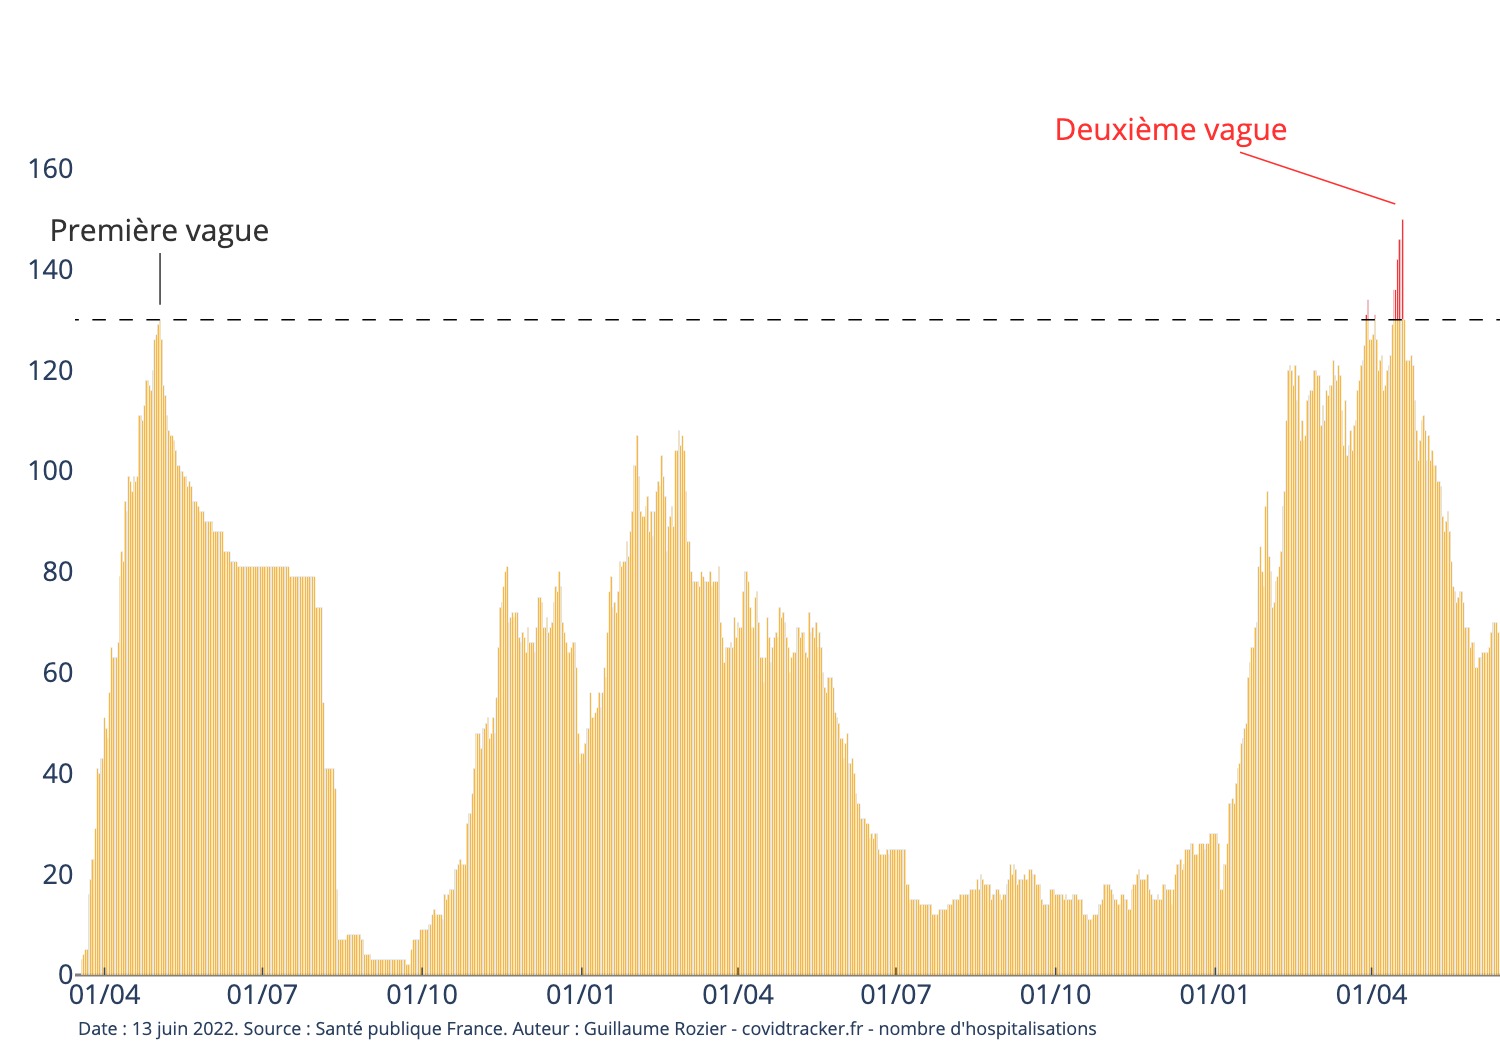 Deuxième vague
160
Première vague
140
120
100
80
60
40
20
0
01/04 01/07 01/10 01/01 01/04 01/07 01/10 01/01 01/04
Date : 13 juin 2022. Source : Santé publique France. Auteur : Guillaume Rozier - covidtracker.fr - nombre d'hospitalisations